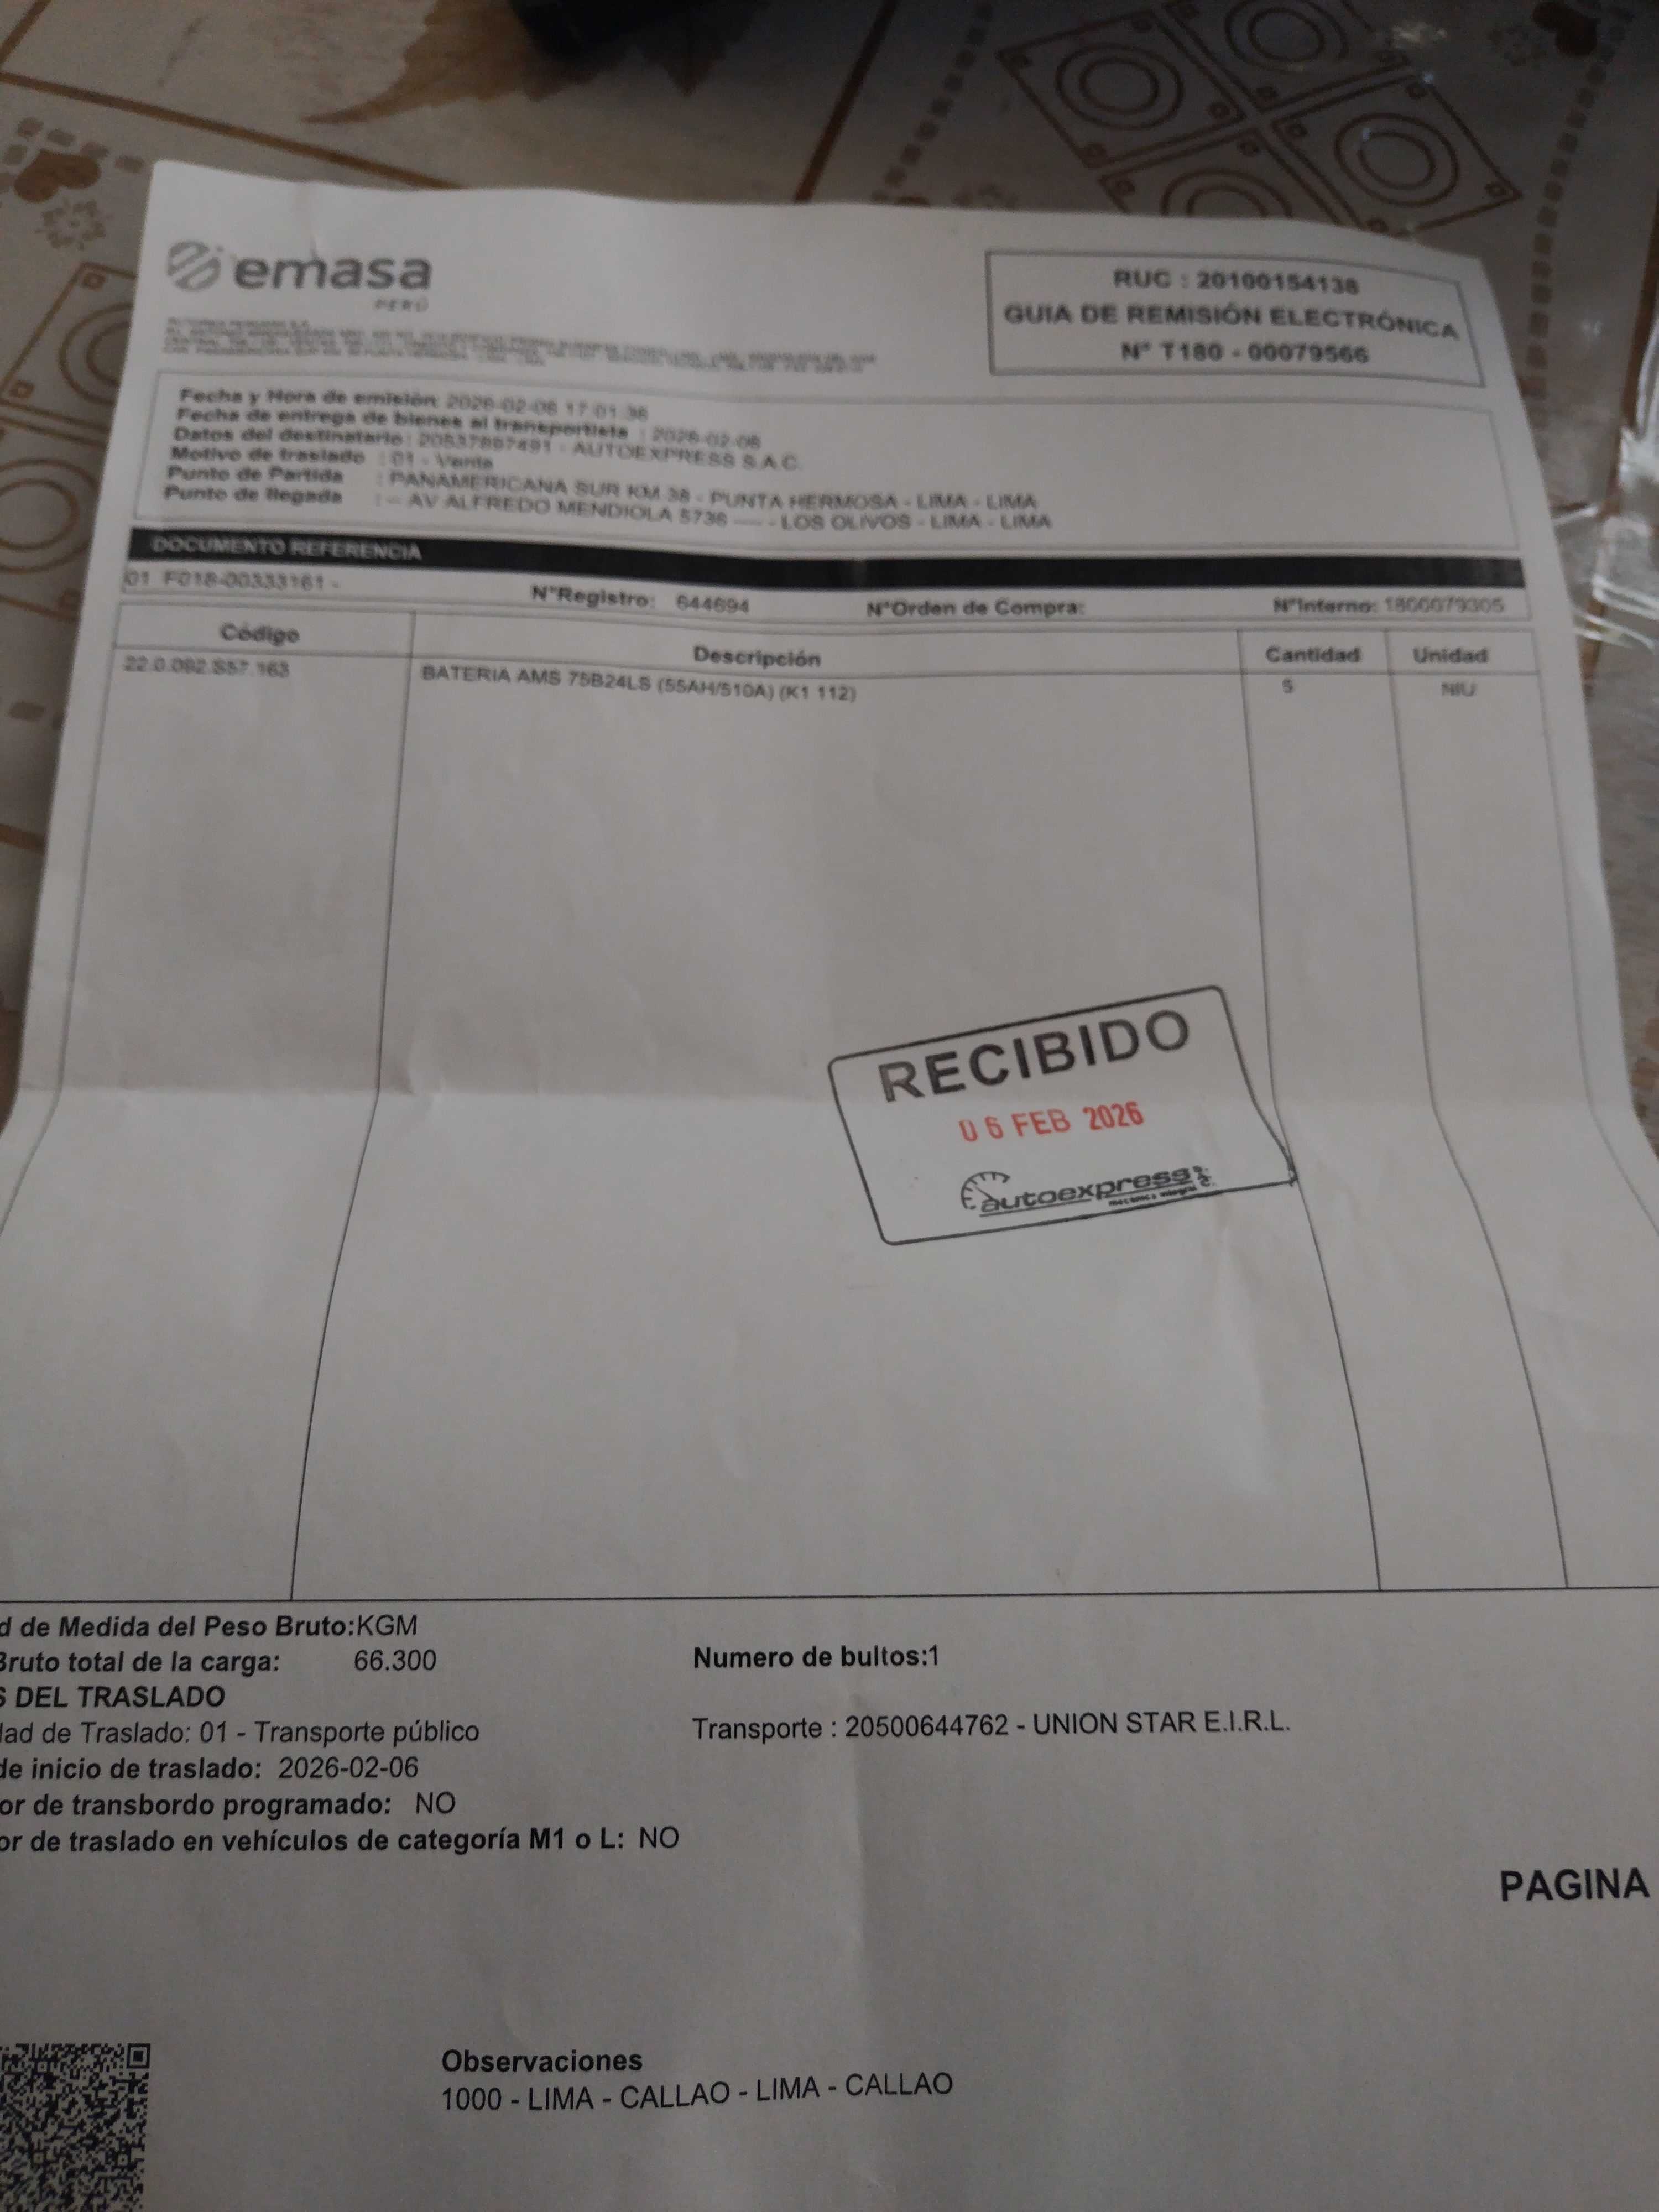 emasa
PERÚ
RUC : 20100154138
GUIA DE REMISIÓN ELECTRÓNICA
N° T180 - 00079566
Fecha y Hora de emisión: 2026-02-06 17:01:36
Fecha de entrega de bienes al transportista : 2026-02-06
Datos del destinatario : 20537897491 - AUTOEXPRESS S.A.C.
Motivo de traslado : 01 - Venta
Punto de Partida : PANAMERICANA SUR KM 38 - PUNTA HERMOSA - LIMA - LIMA
Punto de llegada : -- AV ALFREDO MENDIOLA 5736 ---- - LOS OLIVOS - LIMA - LIMA
DOCUMENTO REFERENCIA
01 F018-00333161 - N°Registro: 644694 N°Orden de Compra: N°Interno: 1800079305
Código Descripción Cantidad Unidad
BATERIA AMS 75B24LS (55AH/510A) (K1 112) 5 NIU
RECIBIDO
06 FEB 2026
autoexpress
d de Medida del Peso Bruto:KGM
Bruto total de la carga: 66.300 Numero de bultos:1
S DEL TRASLADO
dad de Traslado: 01 - Transporte público Transporte : 20500644762 - UNION STAR E.I.R.L.
de inicio de traslado: 2026-02-06
or de transbordo programado: NO
or de traslado en vehículos de categoría M1 o L: NO
PAGINA
Observaciones
1000 - LIMA - CALLAO - LIMA - CALLAO